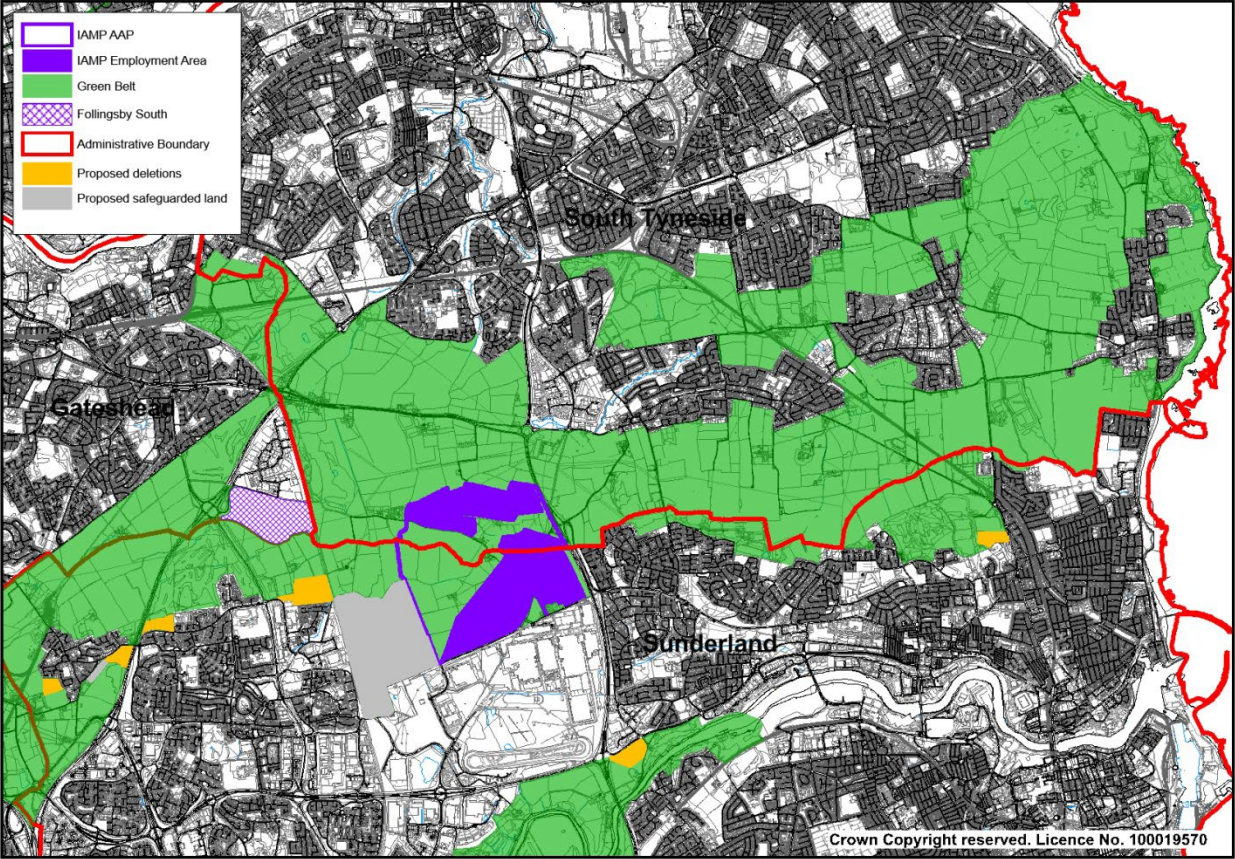 IAMP AAP
IAMP Employment Area
Green Belt
Follingsby South
Administrative Boundary
Proposed deletions
Proposed safeguarded land
South Tyneside
Gateshead
Sunderland
Crown Copyright reserved. Licence No. 100019570